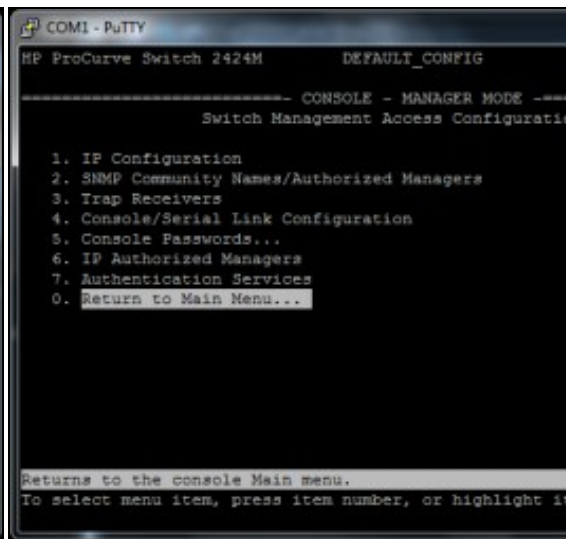 COM1 - PuTTY
HP ProCurve Switch 2424M DEFAULT_CONFIG
==========================- CONSOLE - MANAGER MODE -==
Switch Management Access Configuratio
1. IP Configuration
2. SNMP Community Names/Authorized Managers
3. Trap Receivers
4. Console/Serial Link Configuration
5. Console Passwords...
6. IP Authorized Managers
7. Authentication Services
0. Return to Main Menu...
Returns to the console Main menu.
To select menu item, press item number, or highlight it